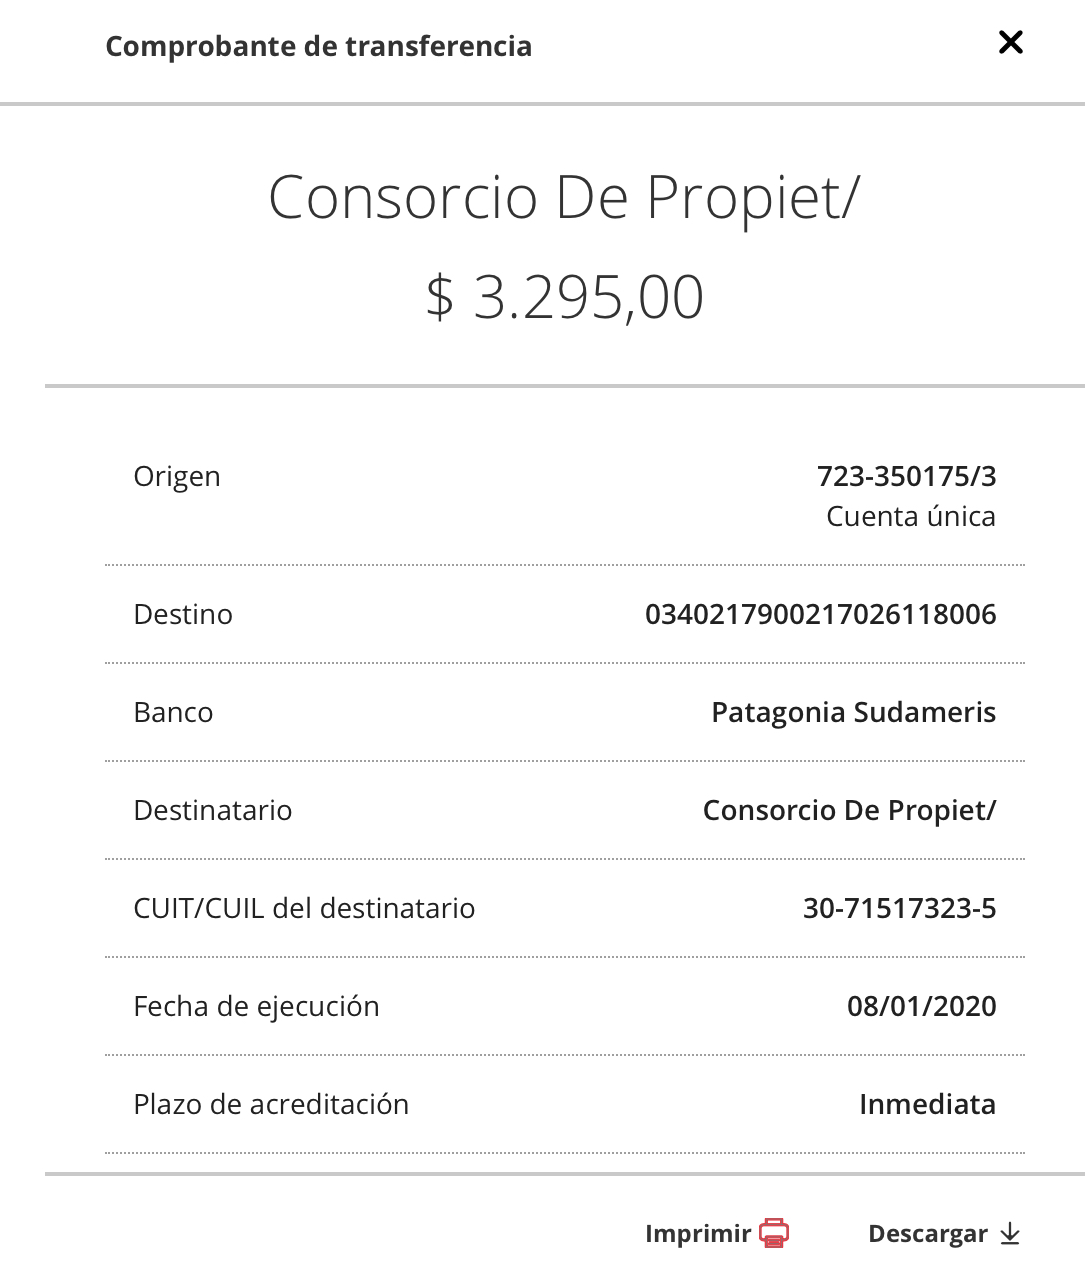 Comprobante de transferencia
Consorcio De Propiet/
$ 3.295,00
Origen 723-350175/3
Cuenta única
Destino 0340217900217026118006
Banco Patagonia Sudameris
Destinatario Consorcio De Propiet/
CUIT/CUIL del destinatario 30-71517323-5
Fecha de ejecución 08/01/2020
Plazo de acreditación Inmediata
Imprimir Descargar